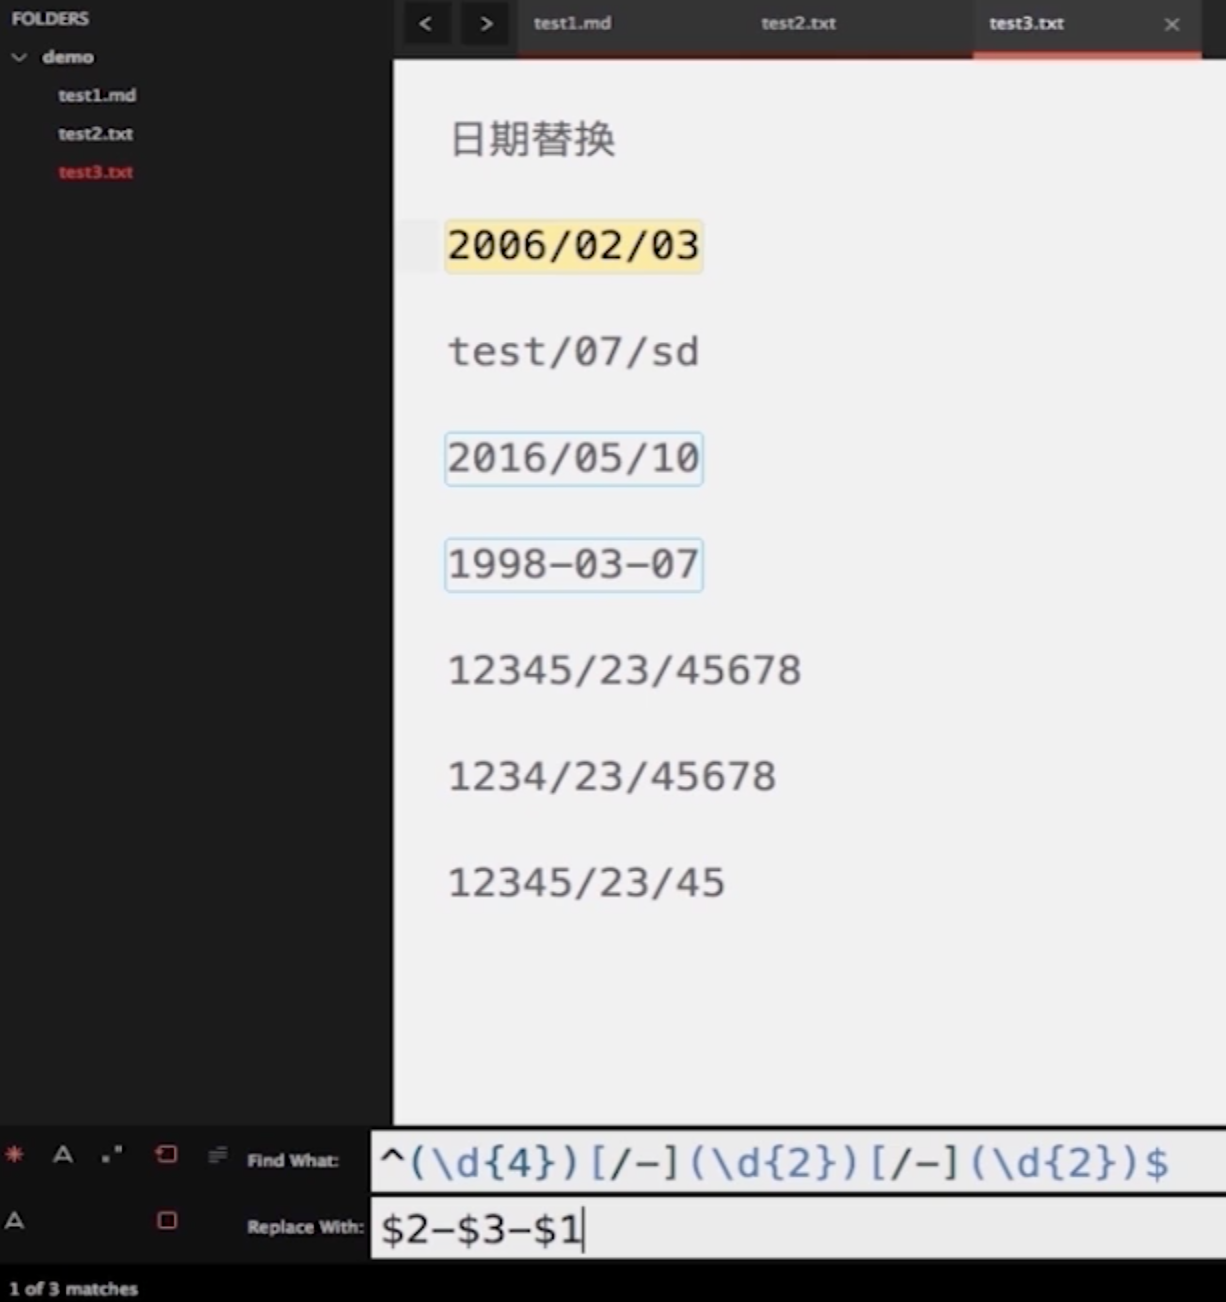 FOLDERS
demo
test1.md
test2.txt
test3.txt
test1.md
test2.txt
test3.txt
日期替换
2006/02/03
test/07/sd
2016/05/10
1998-03-07
12345/23/45678
1234/23/45678
12345/23/45
Find What:
^(\d{4})[/-](\d{2})[/-](\d{2})$
Replace With:
$2-$3-$1
1 of 3 matches